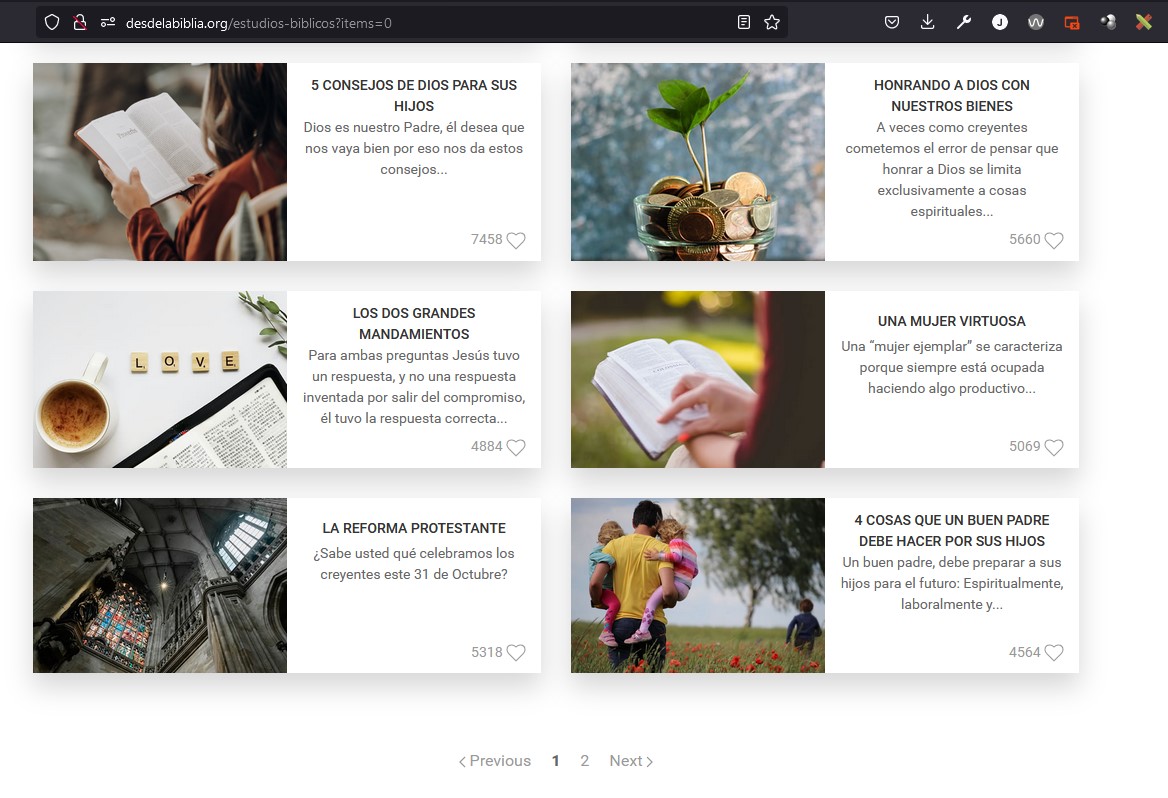 desdelabiblia.org/estudios-biblicos?items=0
5 CONSEJOS DE DIOS PARA SUS
HIJOS
Dios es nuestro Padre, él desea que
nos vaya bien por eso nos da estos
consejos...
7458
HONRANDO A DIOS CON
NUESTROS BIENES
A veces como creyentes
cometemos el error de pensar que
honrar a Dios se limita
exclusivamente a cosas
espirituales...
5660
L O V E
LOS DOS GRANDES
MANDAMIENTOS
Para ambas preguntas Jesús tuvo
un respuesta, y no una respuesta
inventada por salir del compromiso,
él tuvo la respuesta correcta...
4884
UNA MUJER VIRTUOSA
Una “mujer ejemplar” se caracteriza
porque siempre está ocupada
haciendo algo productivo...
5069
LA REFORMA PROTESTANTE
¿Sabe usted qué celebramos los
creyentes este 31 de Octubre?
5318
4 COSAS QUE UN BUEN PADRE
DEBE HACER POR SUS HIJOS
Un buen padre, debe preparar a sus
hijos para el futuro: Espiritualmente,
laboralmente y...
4564
Previous 1 2 Next